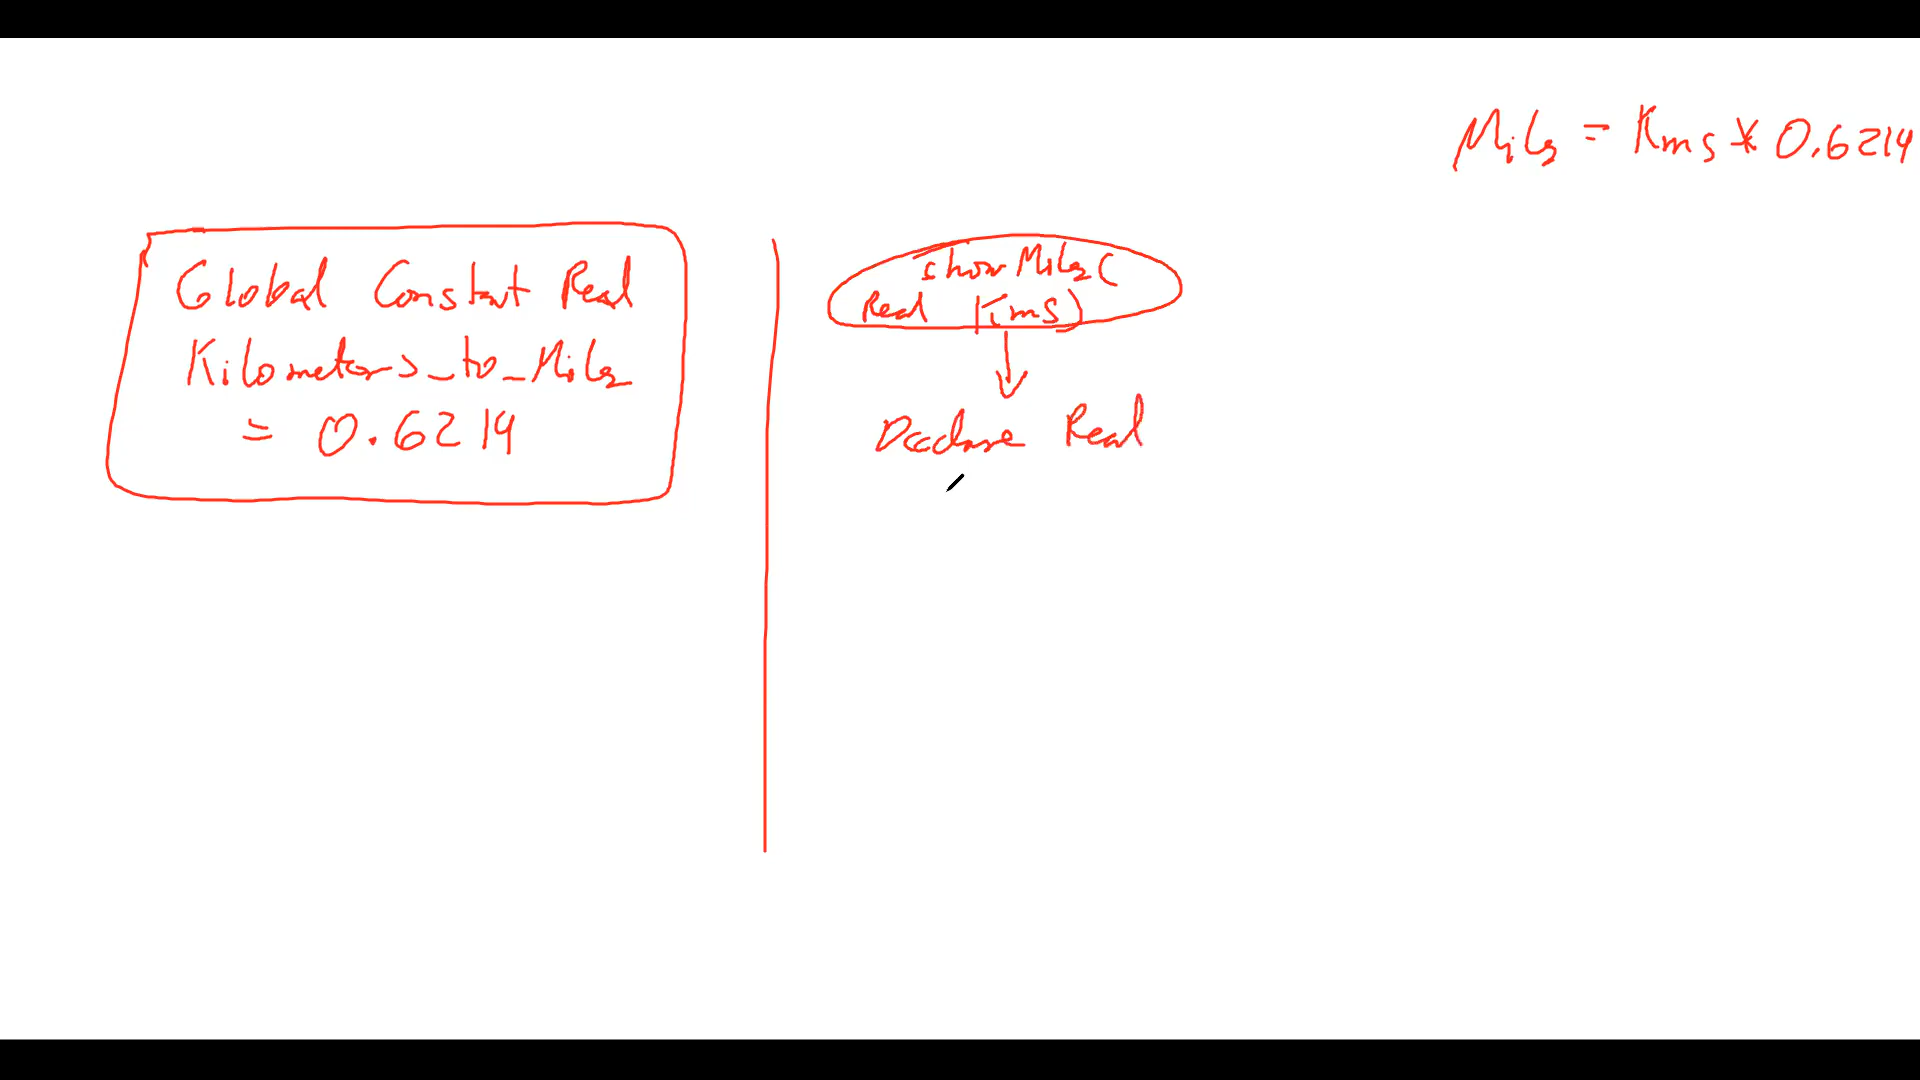 Miles = Kms * 0.6214
Global Constant Real
Kilometers_to_Miles
= 0.6214
showMiles(
Real Kms)
Declare Real